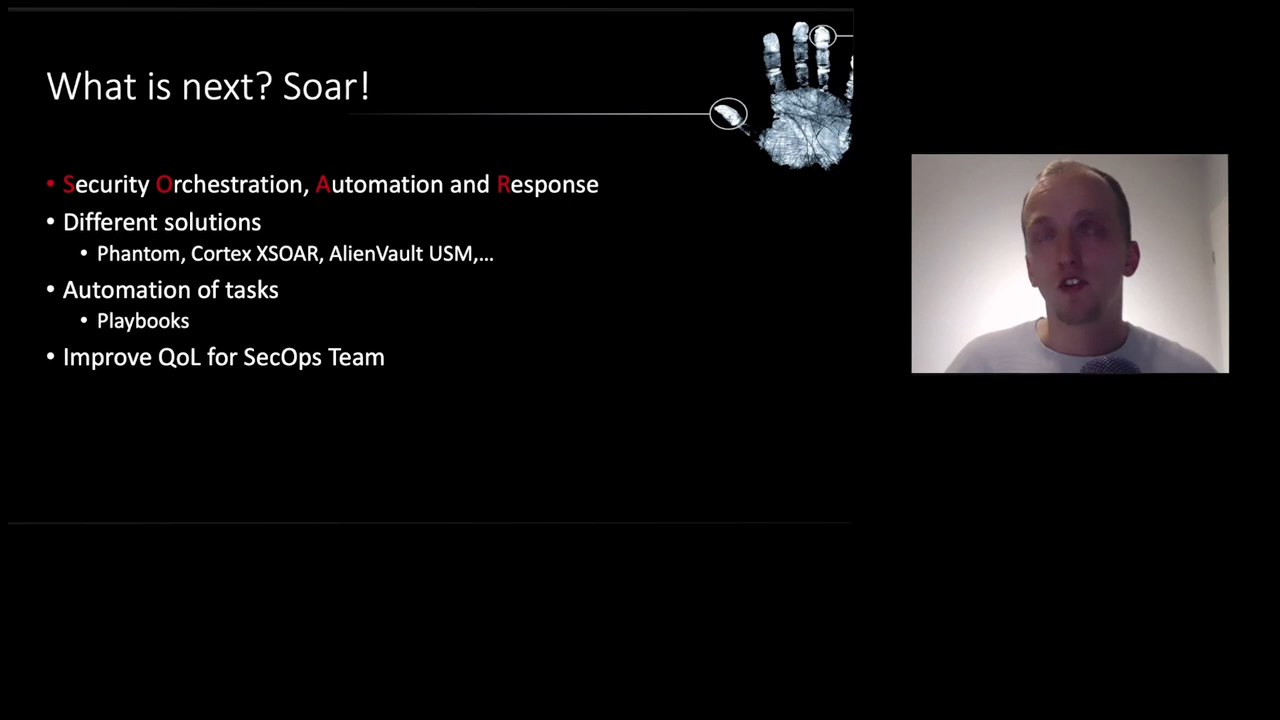 What is next? Soar!
• Security Orchestration, Automation and Response
• Different solutions
• Phantom, Cortex XSOAR, AlienVault USM,...
• Automation of tasks
• Playbooks
• Improve QoL for SecOps Team